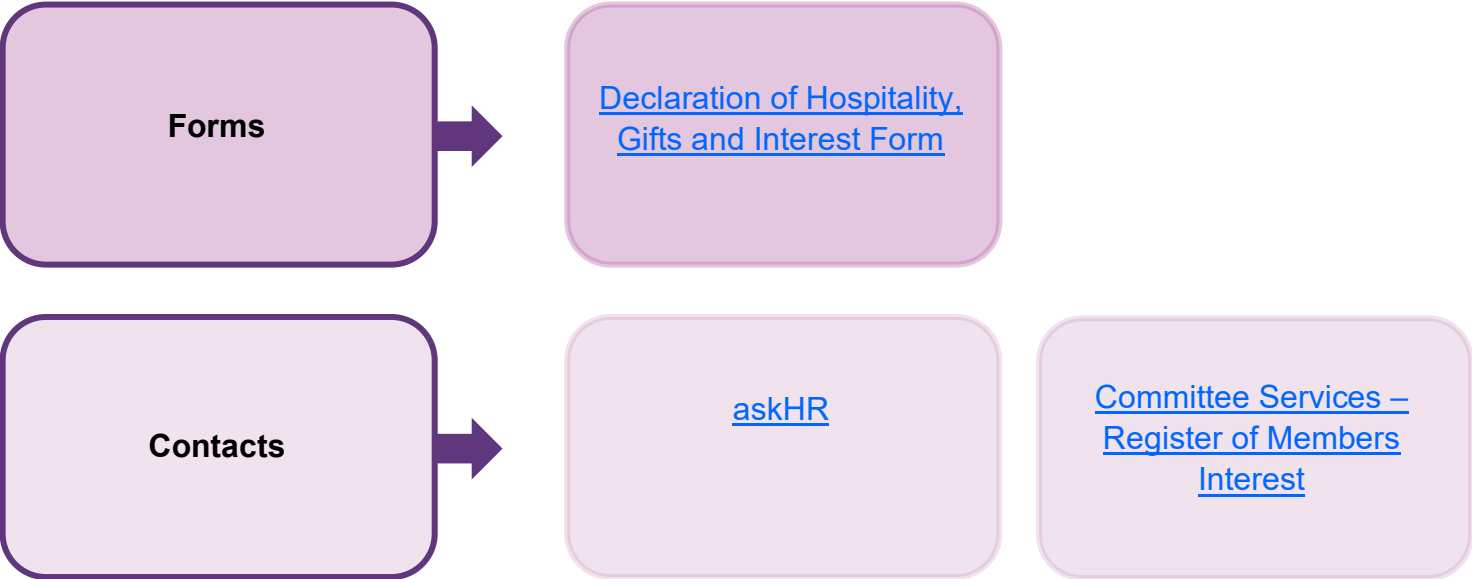 Forms
Declaration of Hospitality,
Gifts and Interest Form
Contacts
askHR
Committee Services –
Register of Members
Interest